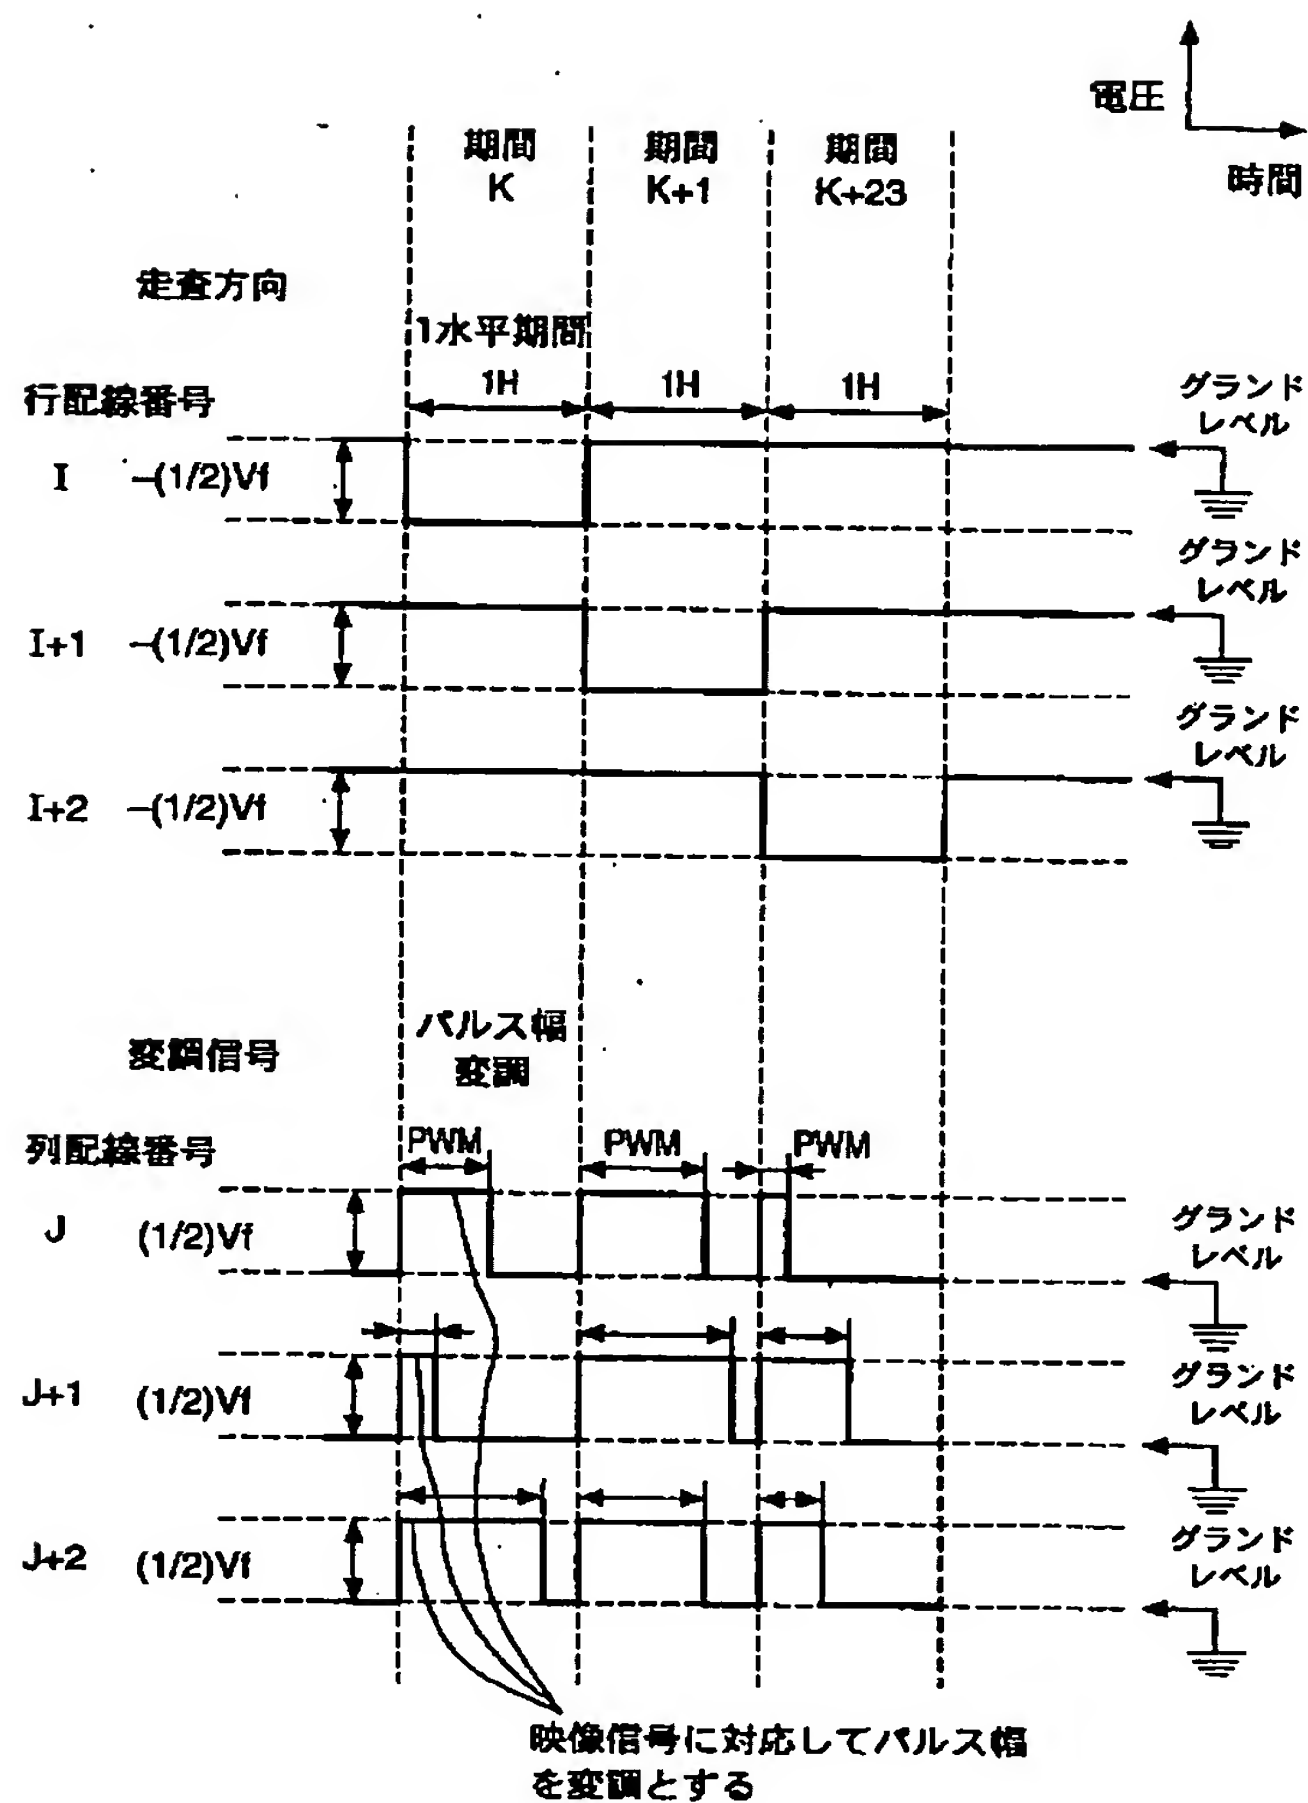 電圧
時間
期間
K
期間
K+1
期間
K+23
走査方向
1水平期間
行配線番号
1H
1H
1H
グランド
レベル
I
−(1/2)Vf
グランド
レベル
I+1
−(1/2)Vf
グランド
レベル
I+2
−(1/2)Vf
変調信号
パルス幅
変調
列配線番号
PWM
PWM
PWM
J
(1/2)Vf
グランド
レベル
J+1
(1/2)Vf
グランド
レベル
J+2
(1/2)Vf
グランド
レベル
映像信号に対応してパルス幅
を変調とする